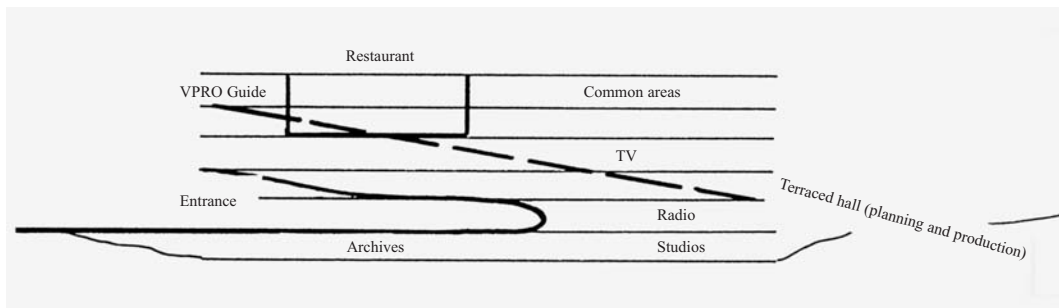 Restaurant
VPRO Guide
Common areas
TV
Terraced hall (planning and production)
Entrance
Radio
Archives
Studios